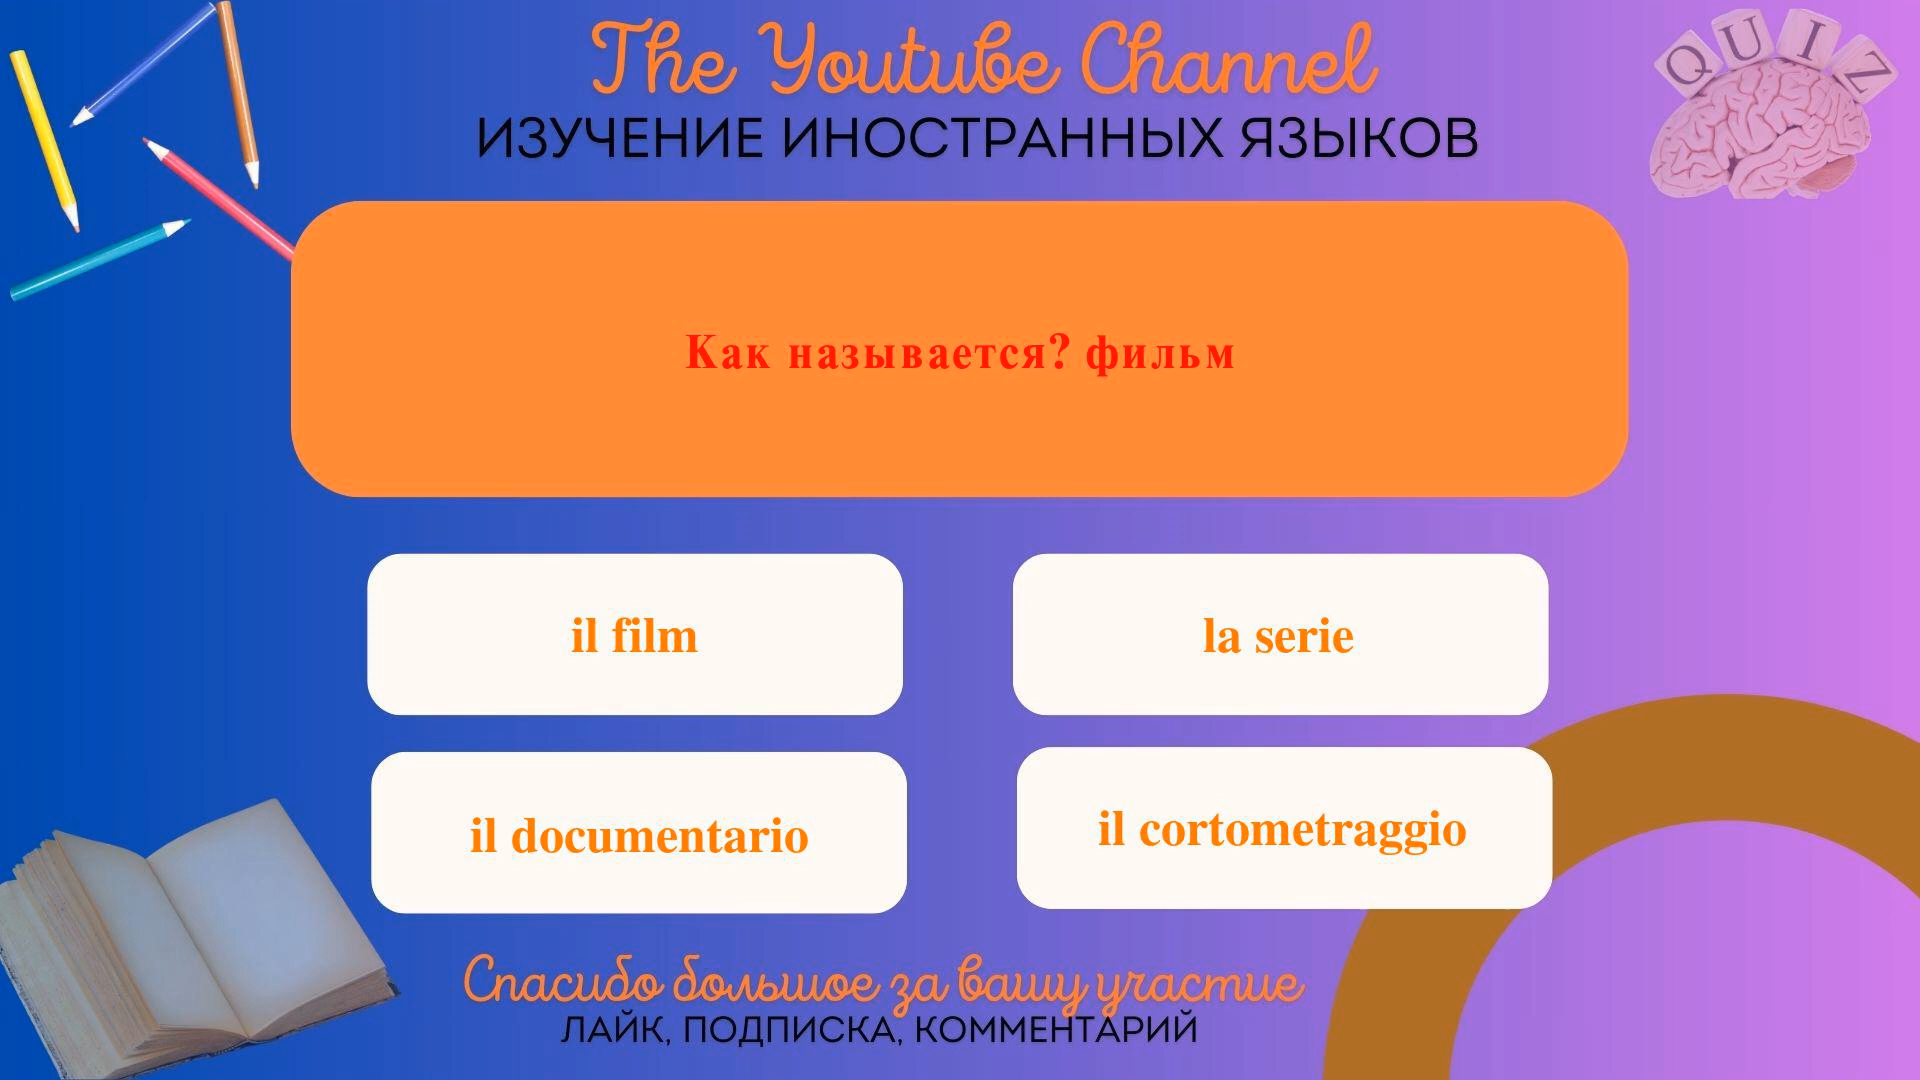 The Youtube Channel
QUIZ
ИЗУЧЕНИЕ ИНОСТРАННЫХ ЯЗЫКОВ
Как называется? фильм
il film
la serie
il documentario
il cortometraggio
Спасибо большое за вашу участие
ЛАЙК, ПОДПИСКА, КОММЕНТАРИЙ